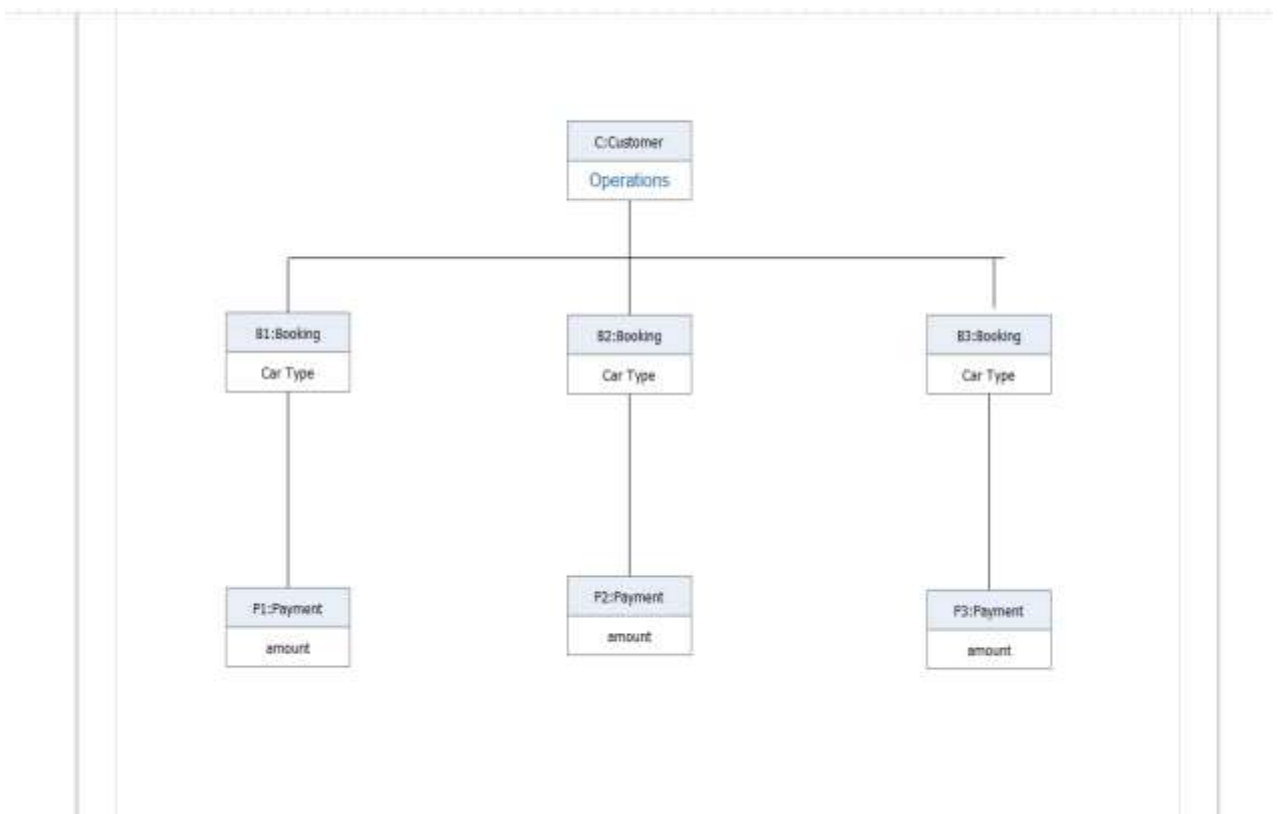 C:Customer
Operations
B1:Booking
Car Type
B2:Booking
Car Type
B3:Booking
Car Type
P1:Payment
amount
P2:Payment
amount
P3:Payment
amount